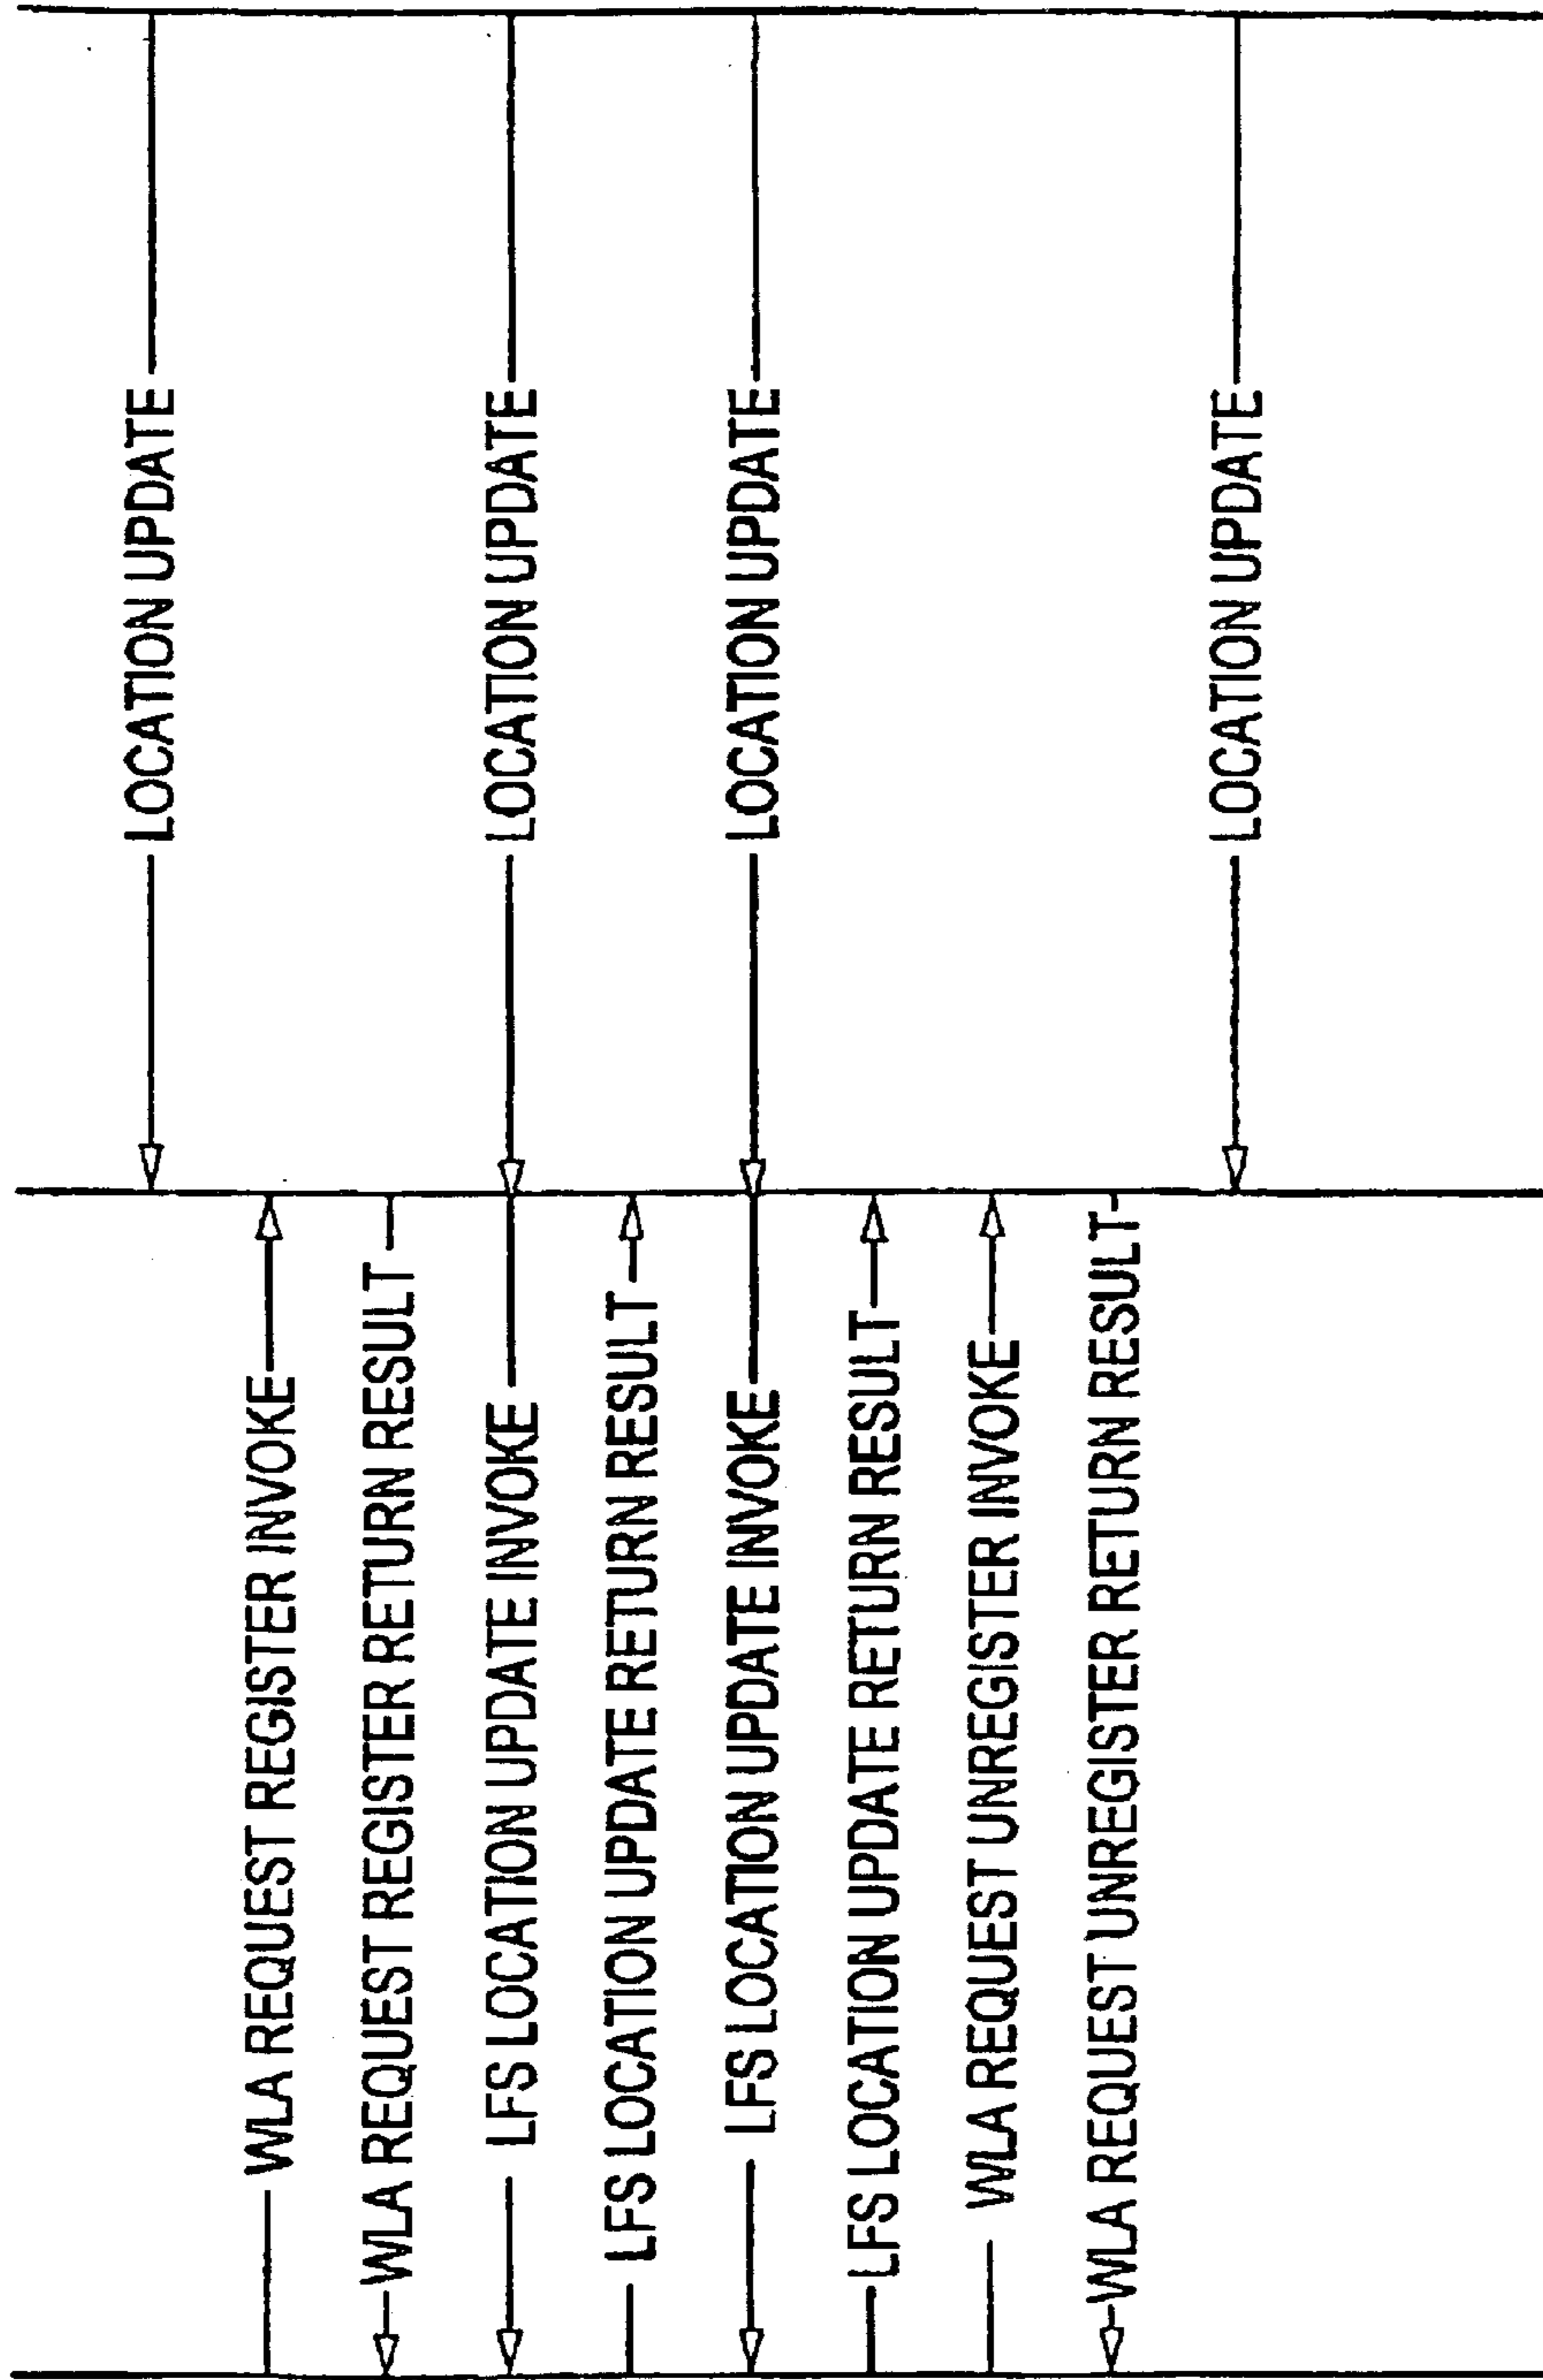 LOCATION UPDATE
WLA REQUEST REGISTER INVOKE
WLA REQUEST REGISTER RETURN RESULT
LOCATION UPDATE
LFS LOCATION UPDATE INVOKE
LFS LOCATION UPDATE RETURN RESULT
LOCATION UPDATE
LFS LOCATION UPDATE INVOKE
LFS LOCATION UPDATE RETURN RESULT
WLA REQUEST UNREGISTER INVOKE
WLA REQUEST UNREGISTER RETURN RESULT
LOCATION UPDATE